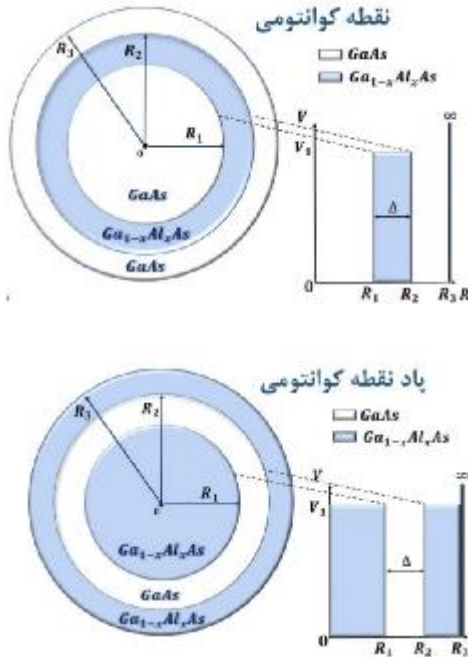 نقطه کوانتومی
GaAs
Ga₁₋ₓAlₓAs
R₃
R₂
R₁
o
GaAs
Ga₁₋ₓAlₓAs
GaAs
V
V₁
∞
Δ
0 R₁ R₂ R₃ R
پاد نقطه کوانتومی
GaAs
Ga₁₋ₓAlₓAs
R₃
R₂
R₁
Ga₁₋ₓAlₓAs
GaAs
Ga₁₋ₓAlₓAs
V
V₁
∞
Δ
0 R₁ R₂ R₃